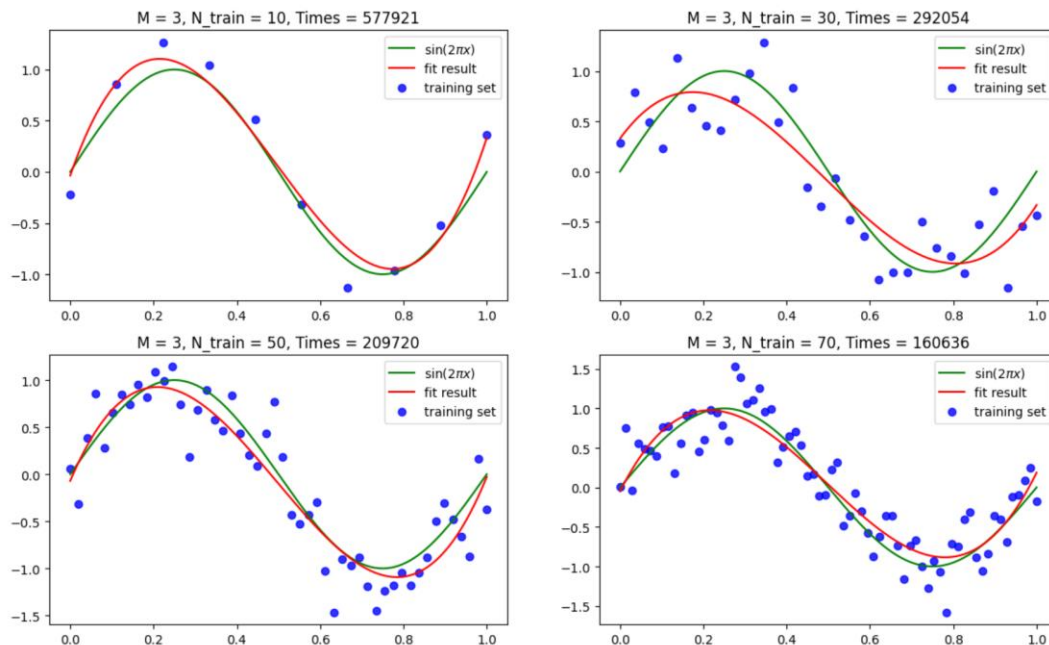 M = 3, N_train = 10, Times = 577921
sin(2πx)
fit result
training set
1.0
0.5
0.0
−0.5
−1.0
0.0 0.2 0.4 0.6 0.8 1.0
M = 3, N_train = 30, Times = 292054
sin(2πx)
fit result
training set
1.0
0.5
0.0
−0.5
−1.0
0.0 0.2 0.4 0.6 0.8 1.0
M = 3, N_train = 50, Times = 209720
sin(2πx)
fit result
training set
1.0
0.5
0.0
−0.5
−1.0
−1.5
0.0 0.2 0.4 0.6 0.8 1.0
M = 3, N_train = 70, Times = 160636
sin(2πx)
fit result
training set
1.5
1.0
0.5
0.0
−0.5
−1.0
−1.5
0.0 0.2 0.4 0.6 0.8 1.0